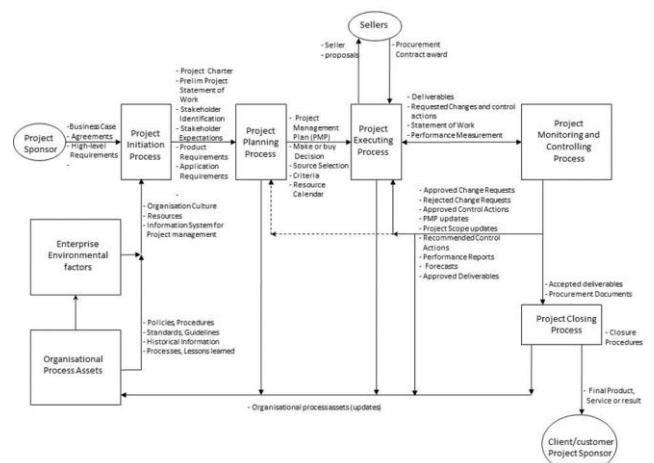 Sellers
- Seller
- proposals
- Procurement
Contract award
Project
Sponsor
-Business Case
- Agreements
- High-level
Requirements
-
Project
Initiation
Process
- Project Charter
- Prelim Project
Statement of
Work
- Stakeholder
Identification
- Stakeholder
Expectations
- Product
Requirements
- Application
Requirements
-
Project
Planning
Process
- Project
Management
Plan (PMP)
- Make or buy
Decision
- Source Selection
- Criteria
- Resource
Calendar
Project
Executing
Process
- Deliverables
- Requested Changes and control
actions
- Statement of Work
- Performance Measurement
Project
Monitoring and
Controlling Process
- Organisation Culture
- Resources
- Information System for
Project management
Enterprise
Environmental
factors
- Approved Change Requests
- Rejected Change Requests
- Approved Control Actions
- PMP updates
- Project Scope updates
- Recommended Control
Actions
- Performance Reports
- Forecasts
- Approved Deliverables
- Accepted deliverables
- Procurement Documents
Project Closing
Process
- Closure
Procedures
- Policies, Procedures
- Standards, Guidelines
- Historical Information
- Processes, Lessons learned
Organisational
Process Assets
- Organisational process assets (updates)
- Final Product,
Service or result
Client/customer
Project Sponsor